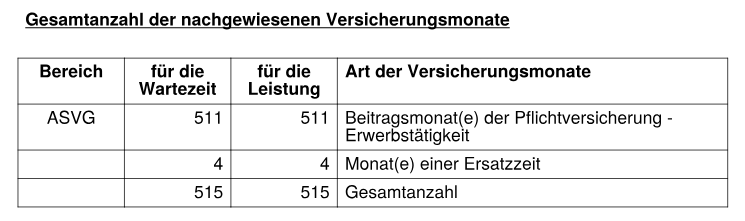 Gesamtanzahl der nachgewiesenen Versicherungsmonate
Bereich für die Wartezeit für die Leistung Art der Versicherungsmonate
ASVG 511 511 Beitragsmonat(e) der Pflichtversicherung -
Erwerbstätigkeit
4 4 Monat(e) einer Ersatzzeit
515 515 Gesamtanzahl